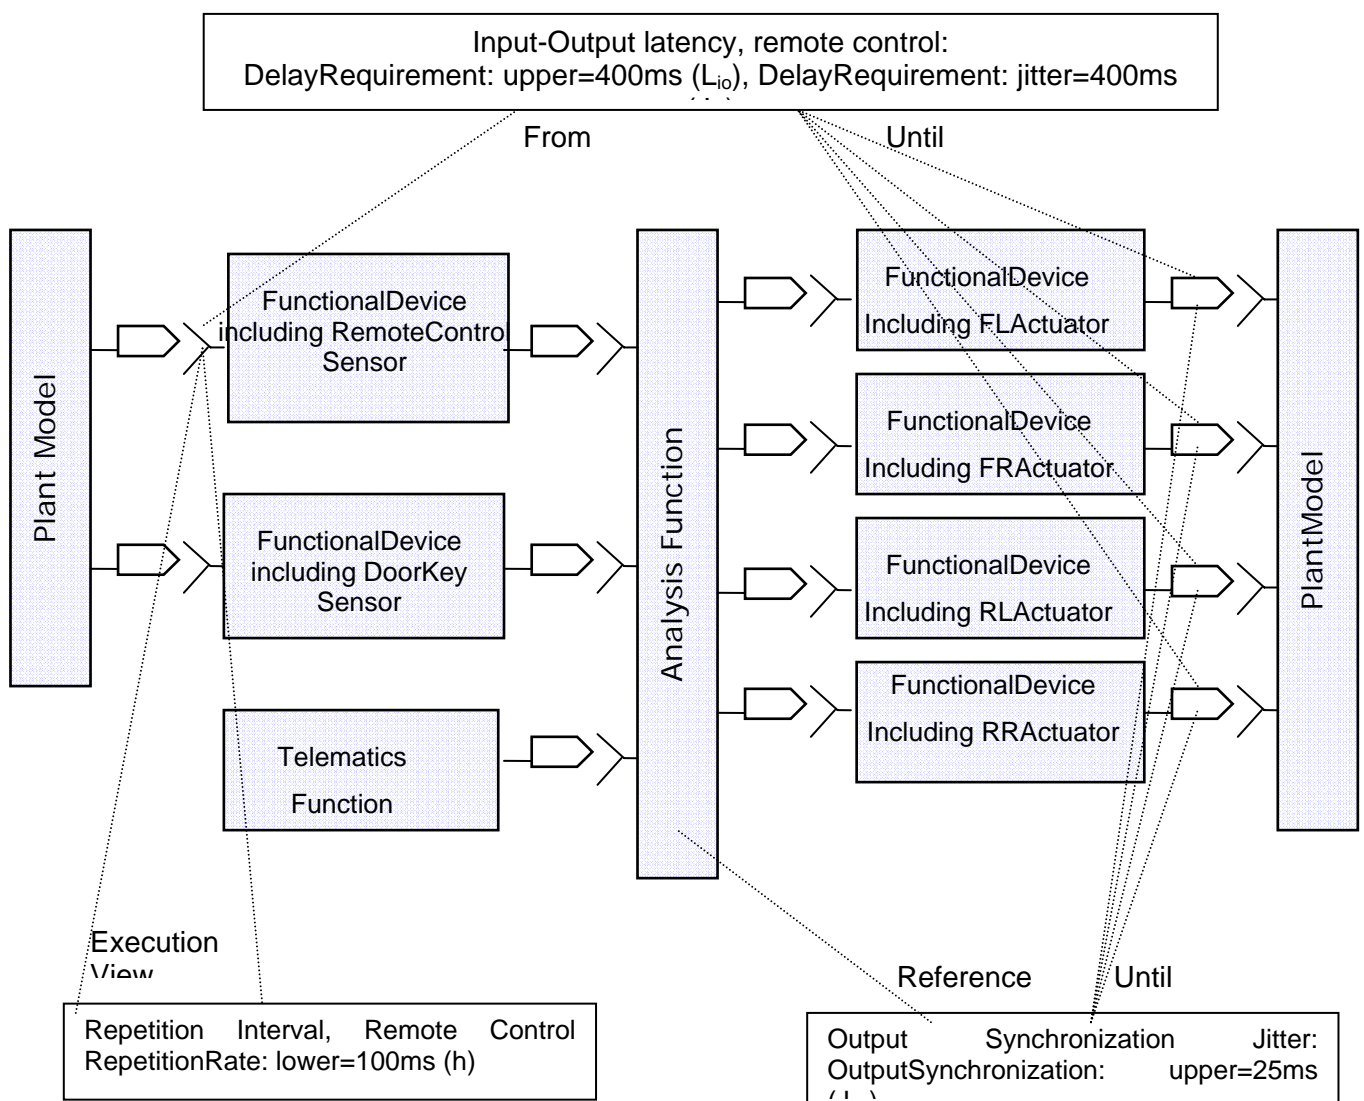 Input-Output latency, remote control:
DelayRequirement: upper=400ms (Lio), DelayRequirement: jitter=400ms
From
Until
Plant Model
FunctionalDevice
including RemoteControl
Sensor
FunctionalDevice
including DoorKey
Sensor
Telematics
Function
Analysis Function
FunctionalDevice
Including FLActuator
FunctionalDevice
Including FRActuator
FunctionalDevice
Including RLActuator
FunctionalDevice
Including RRActuator
PlantModel
Execution
View
Reference
Until
Repetition Interval, Remote Control
RepetitionRate: lower=100ms (h)
Output Synchronization Jitter:
OutputSynchronization: upper=25ms